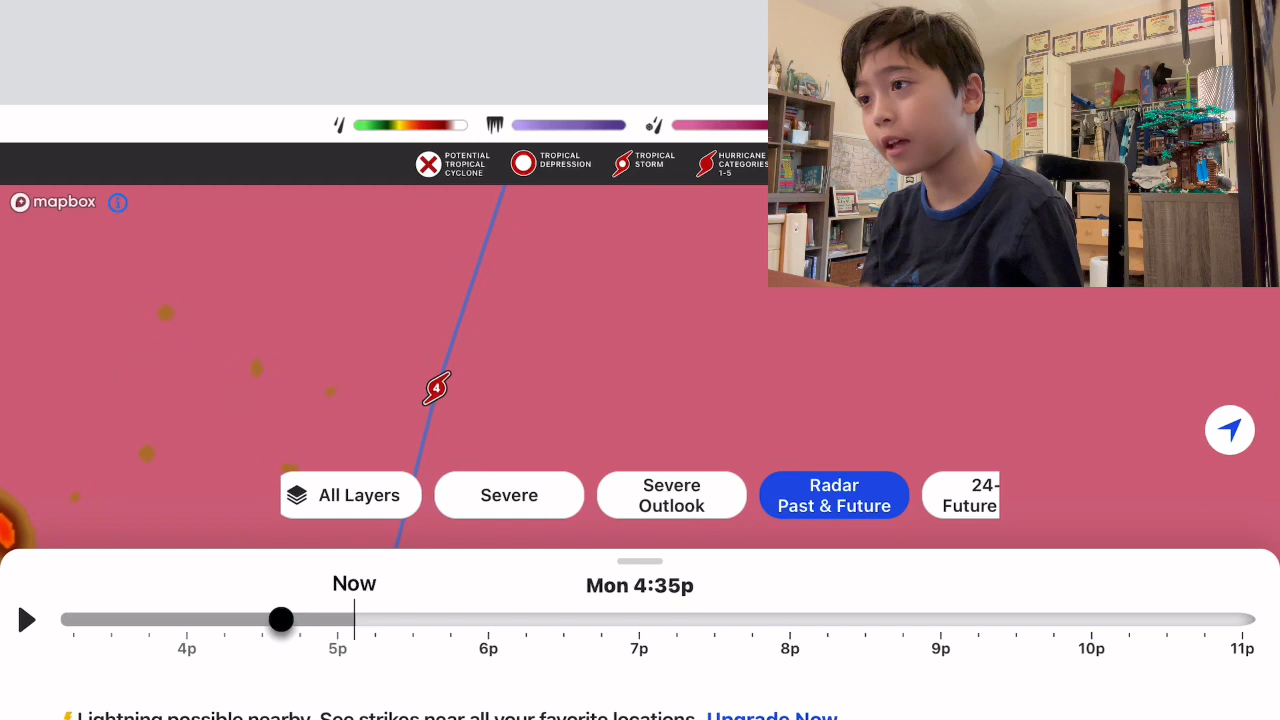 POTENTIAL
TROPICAL
CYCLONE
TROPICAL
DEPRESSION
TROPICAL
STORM
HURRICANE
CATEGORIES
1-5
mapbox
4
All Layers
Severe
Severe
Outlook
Radar
Past & Future
24-
Future
Now
Mon 4:35p
4p
5p
6p
7p
8p
9p
10p
11p
Lightning possible nearby. See strikes near all your favorite locations. Upgrade Now